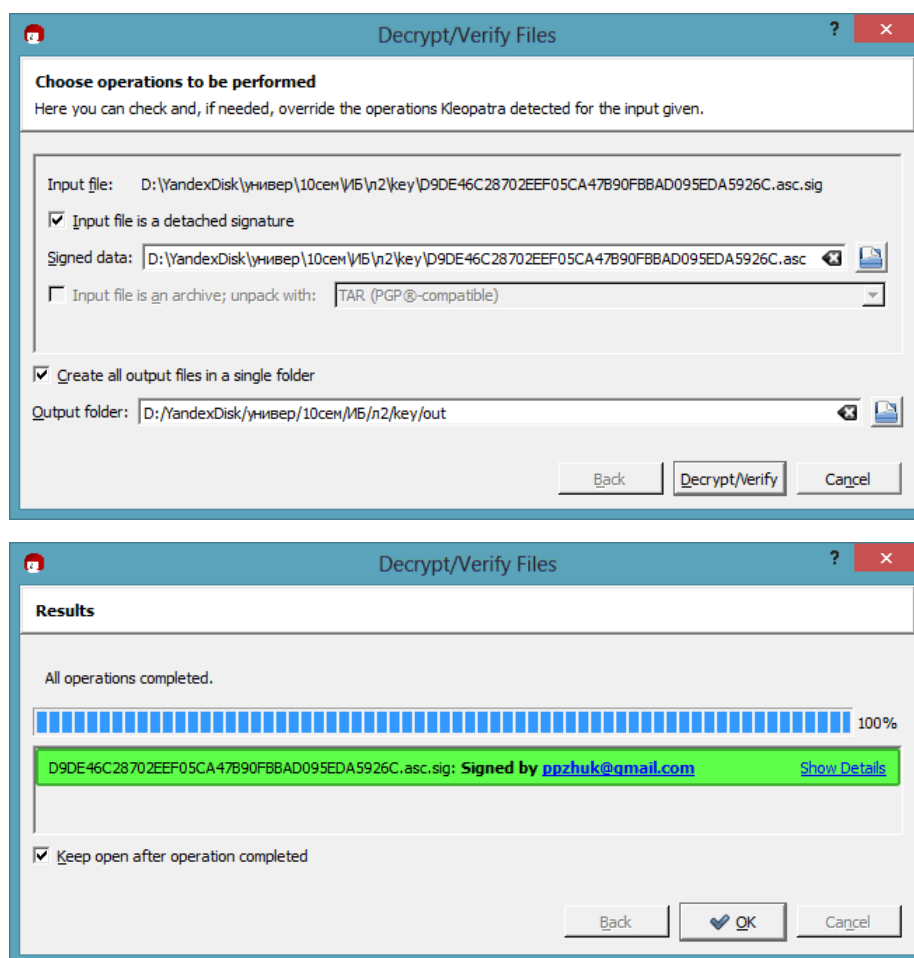 Decrypt/Verify Files
?
×
Choose operations to be performed
Here you can check and, if needed, override the operations Kleopatra detected for the input given.
Input file: D:\YandexDisk\универ\10сем\ИБ\л2\key\D9DE46C28702EEF05CA47B90FBBAD095EDA5926C.asc.sig
Input file is a detached signature
Signed data: D:\YandexDisk\универ\10сем\ИБ\л2\key\D9DE46C28702EEF05CA47B90FBBAD095EDA5926C.asc
Input file is an archive; unpack with: TAR (PGP®-compatible)
Create all output files in a single folder
Output folder: D:/YandexDisk/универ/10сем/ИБ/л2/key/out
Back Decrypt/Verify Cancel
Decrypt/Verify Files
?
×
Results
All operations completed.
100%
D9DE46C28702EEF05CA47B90FBBAD095EDA5926C.asc.sig: Signed by ppzhuk@gmail.com Show Details
Keep open after operation completed
Back OK Cancel